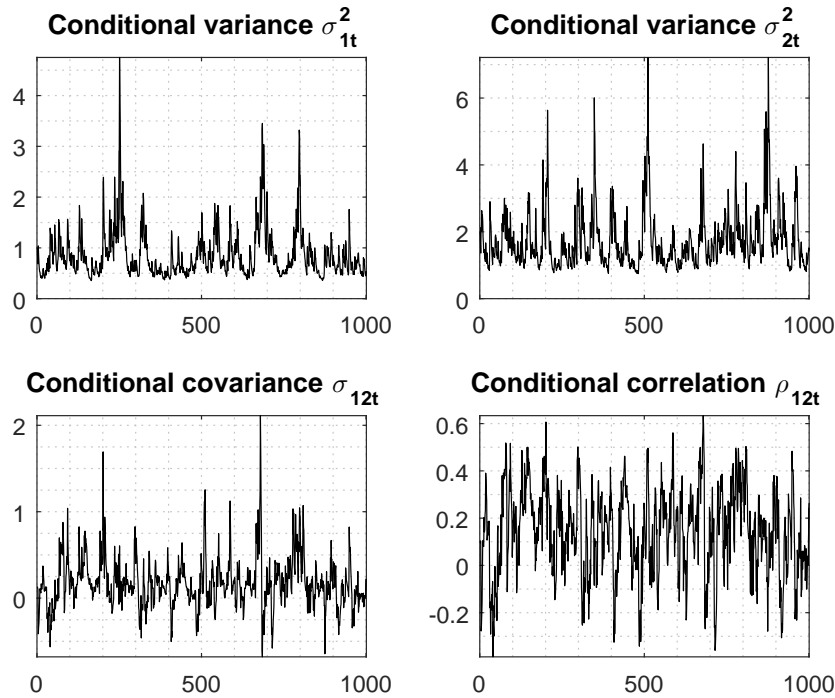 Conditional variance σ²₁ₜ
4
3
2
1
0
0 500 1000
Conditional variance σ²₂ₜ
6
4
2
0
0 500 1000
Conditional covariance σ₁₂ₜ
2
1
0
0 500 1000
Conditional correlation ρ₁₂ₜ
0.6
0.4
0.2
0
-0.2
0 500 1000